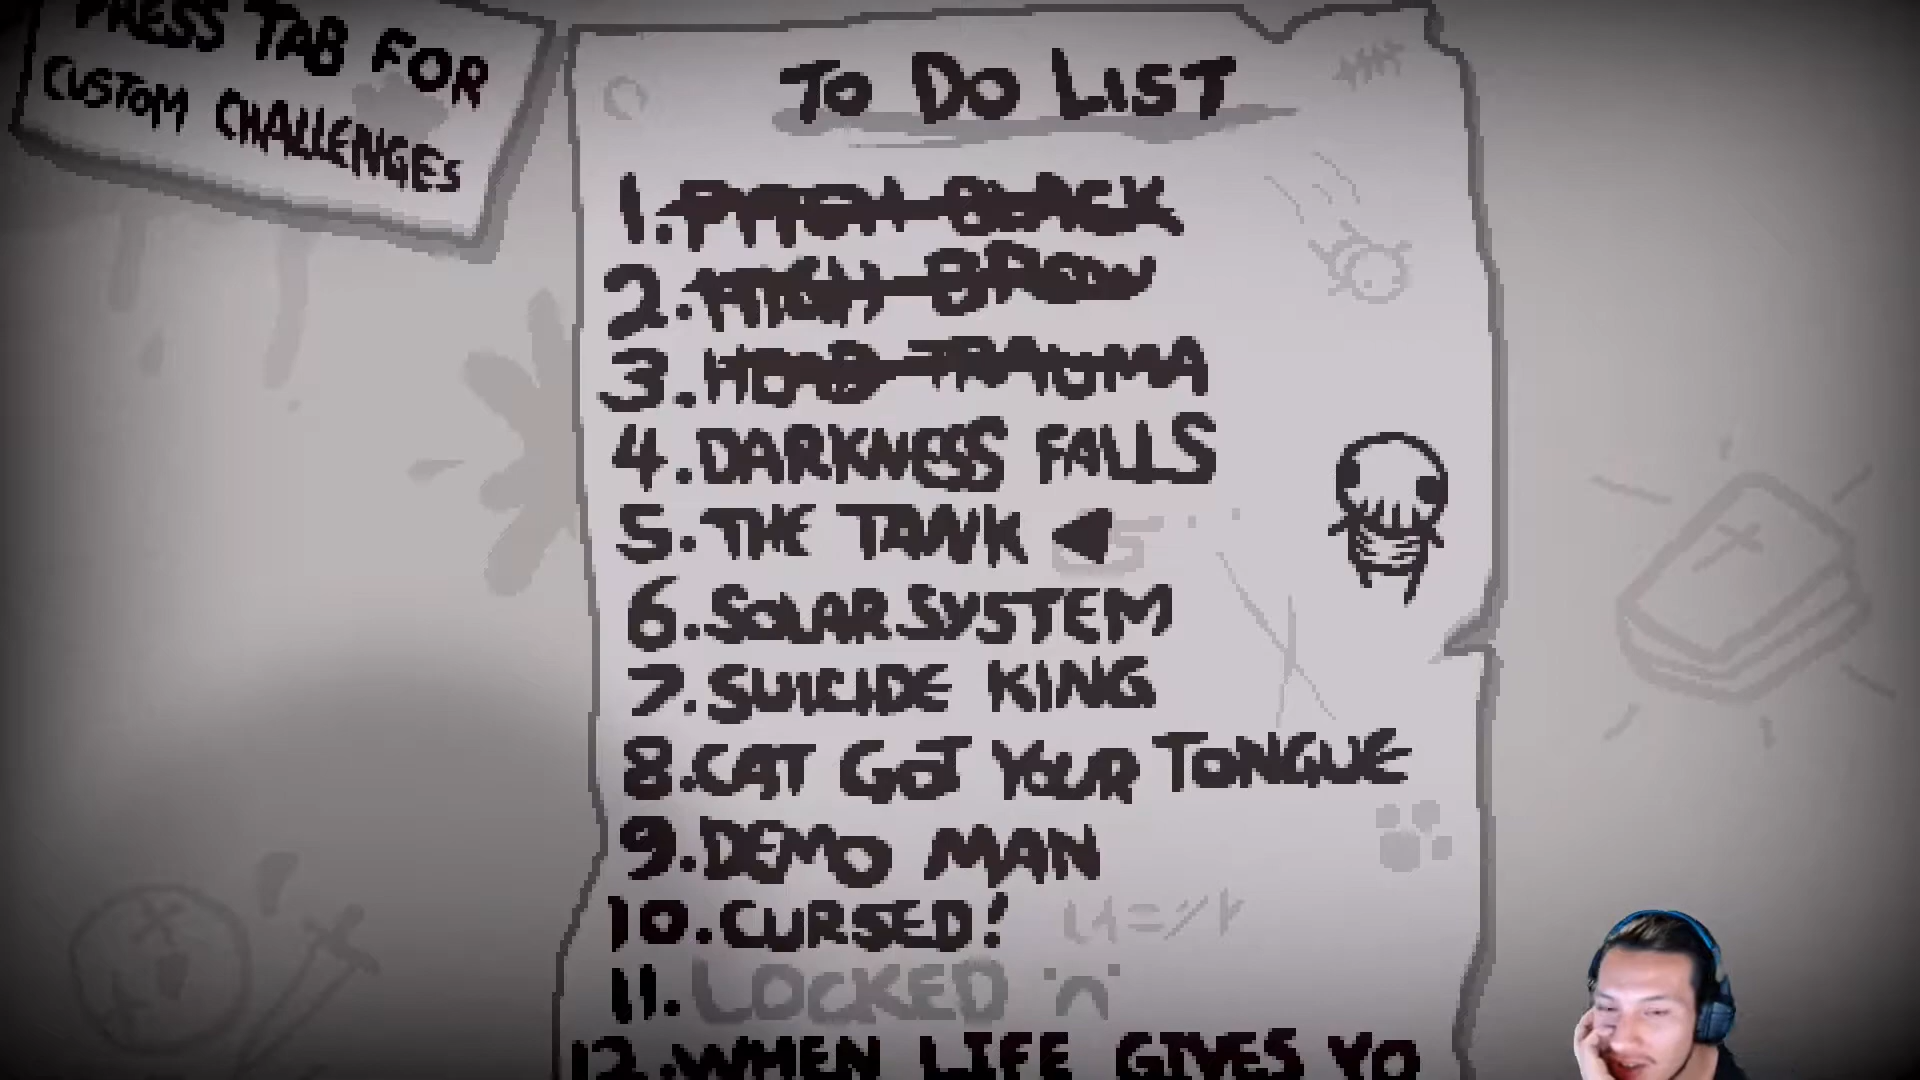 PRESS TAB FOR
CUSTOM CHALLENGES
TO DO LIST
1. PITCH BLACK
2. HIGH BROW
3. HEAD TRAUMA
4. DARKNESS FALLS
5. THE TANK
6. SOLAR SYSTEM
7. SUICIDE KING
8. CAT GOT YOUR TONGUE
9. DEMO MAN
10. CURSED!
11. LOCKED
12. WHEN LIFE GIVES YO